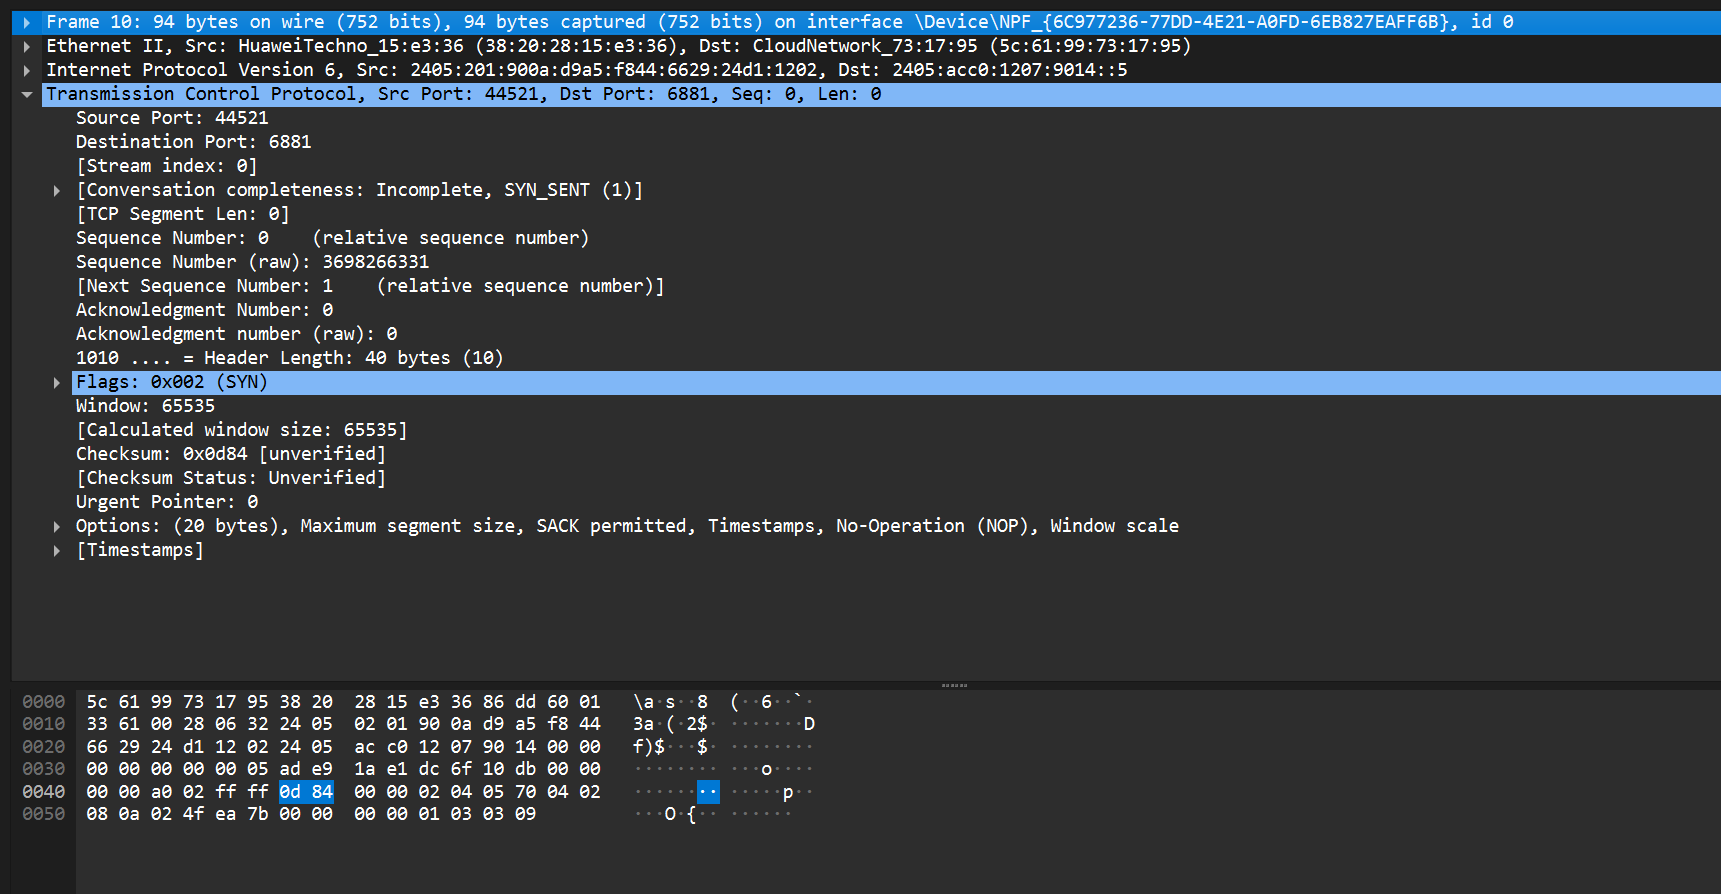 Frame 10: 94 bytes on wire (752 bits), 94 bytes captured (752 bits) on interface \Device\NPF_{6C977236-77DD-4E21-A0FD-6EB827EAFF6B}, id 0
Ethernet II, Src: HuaweiTechno_15:e3:36 (38:20:28:15:e3:36), Dst: CloudNetwork_73:17:95 (5c:61:99:73:17:95)
Internet Protocol Version 6, Src: 2405:201:900a:d9a5:f844:6629:24d1:1202, Dst: 2405:acc0:1207:9014::5
Transmission Control Protocol, Src Port: 44521, Dst Port: 6881, Seq: 0, Len: 0
Source Port: 44521
Destination Port: 6881
[Stream index: 0]
[Conversation completeness: Incomplete, SYN_SENT (1)]
[TCP Segment Len: 0]
Sequence Number: 0    (relative sequence number)
Sequence Number (raw): 3698266331
[Next Sequence Number: 1    (relative sequence number)]
Acknowledgment Number: 0
Acknowledgment number (raw): 0
1010 .... = Header Length: 40 bytes (10)
Flags: 0x002 (SYN)
Window: 65535
[Calculated window size: 65535]
Checksum: 0x0d84 [unverified]
[Checksum Status: Unverified]
Urgent Pointer: 0
Options: (20 bytes), Maximum segment size, SACK permitted, Timestamps, No-Operation (NOP), Window scale
[Timestamps]
0000 5c 61 99 73 17 95 38 20  28 15 e3 36 86 dd 60 01 \a·s··8 (··6··`·
0010 33 61 00 28 06 32 24 05  02 01 90 0a d9 a5 f8 44 3a·(·2$· ·······D
0020 66 29 24 d1 12 02 24 05  ac c0 12 07 90 14 00 00 f)$···$· ········
0030 00 00 00 00 00 05 ad e9  1a e1 dc 6f 10 db 00 00 ········ ···o····
0040 00 00 a0 02 ff ff 0d 84  00 00 02 04 05 70 04 02 ········ ·····p··
0050 08 0a 02 4f ea 7b 00 00  00 00 01 03 03 09 ···O·{·· ······